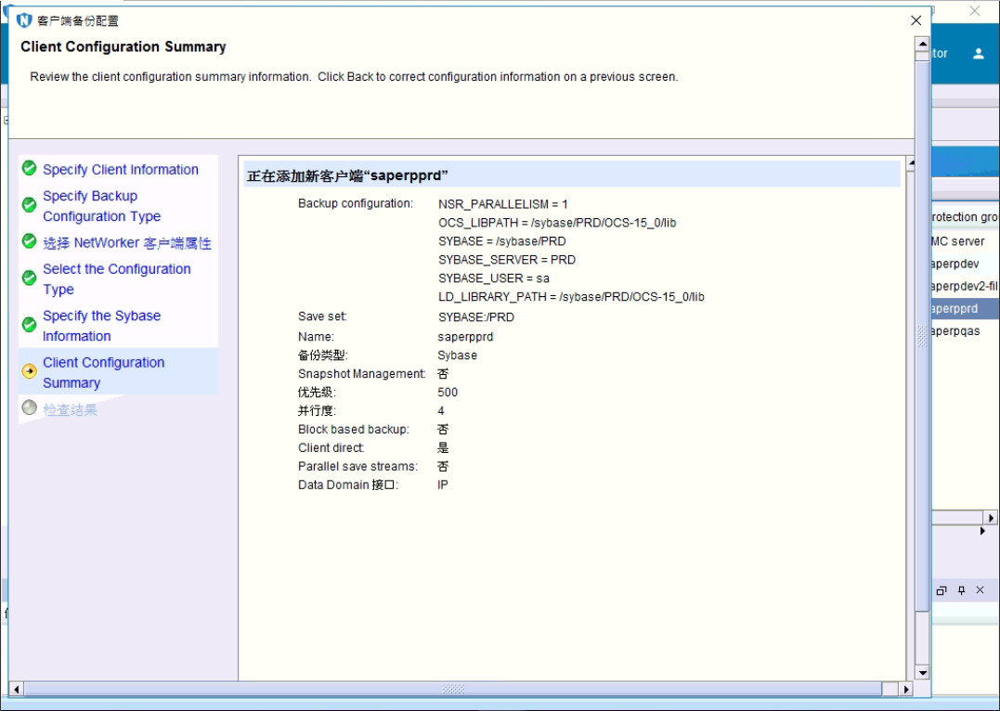 客户端备份配置
Client Configuration Summary
Review the client configuration summary information. Click Back to correct configuration information on a previous screen.
tor
Specify Client Information
Specify Backup
Configuration Type
选择 NetWorker 客户端属性
Select the Configuration
Type
Specify the Sybase
Information
Client Configuration
Summary
检查结果
正在添加新客户端“saperpprd”
Backup configuration: NSR_PARALLELISM = 1
OCS_LIBPATH = /sybase/PRD/OCS-15_0/lib
SYBASE = /sybase/PRD
SYBASE_SERVER = PRD
SYBASE_USER = sa
LD_LIBRARY_PATH = /sybase/PRD/OCS-15_0/lib
Save set: SYBASE:/PRD
Name: saperpprd
备份类型: Sybase
Snapshot Management: 否
优先级: 500
并行度: 4
Block based backup: 否
Client direct: 是
Parallel save streams: 否
Data Domain 接口: IP
rotection gro
MC server
aperpdev
aperpdev2-fil
aperpprd
aperpqas